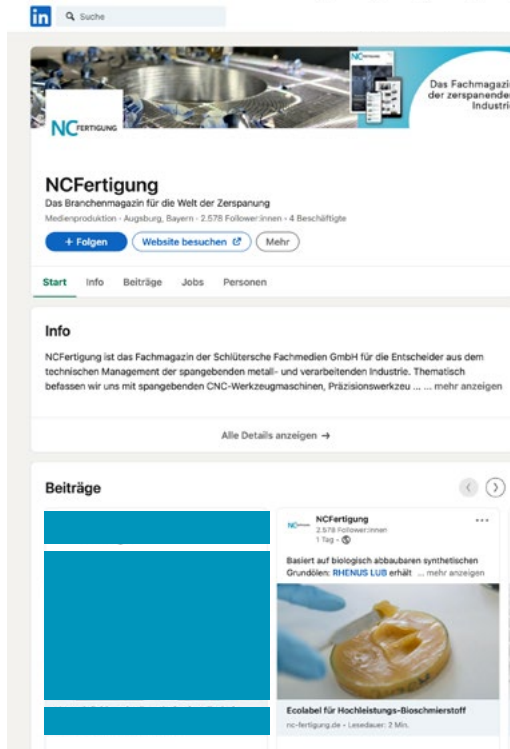 in Suche
NC FERTIGUNG
Das Fachmagazin
der zerspanenden
Industrie
NC FERTIGUNG
NCFertigung
Das Branchenmagazin für die Welt der Zerspanung
Medienproduktion · Augsburg, Bayern · 2.578 Follower:innen · 4 Beschäftigte
+ Folgen Website besuchen Mehr
Start Info Beiträge Jobs Personen
Info
NCFertigung ist das Fachmagazin der Schlütersche Fachmedien GmbH für die Entscheider aus dem
technischen Management der spangebenden metall- und verarbeitenden Industrie. Thematisch
befassen wir uns mit spangebenden CNC-Werkzeugmaschinen, Präzisionswerkzeu ... ... mehr anzeigen
Alle Details anzeigen →
Beiträge
NCFertigung
2.578 Follower:innen
1 Tag ·
Basiert auf biologisch abbaubaren synthetischen
Grundölen: RHENUS LUB erhält ... mehr anzeigen
Ecolabel für Hochleistungs-Bioschmierstoff
nc-fertigung.de · Lesedauer: 2 Min.